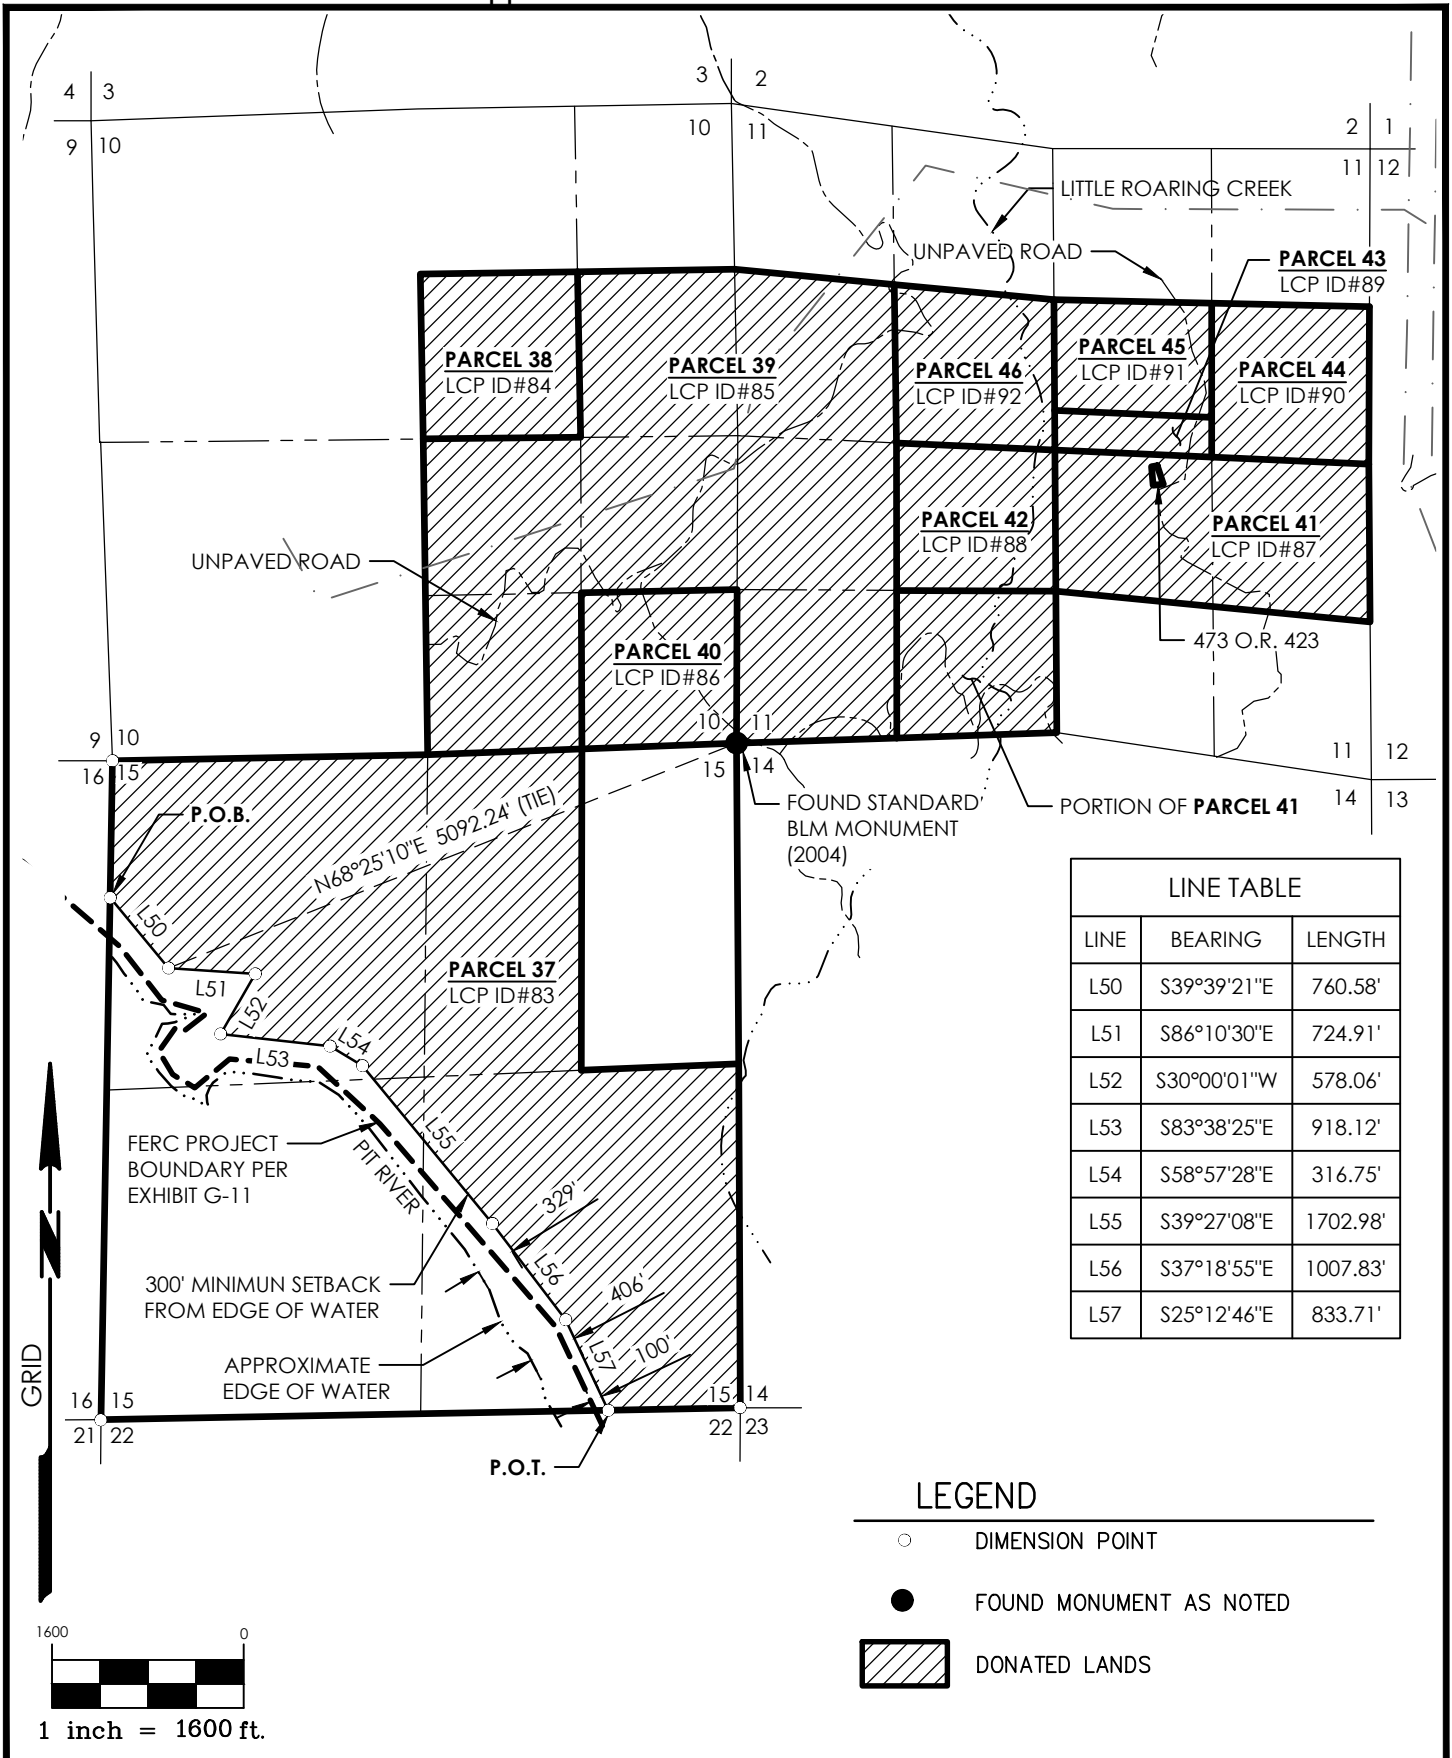 4 3
3 2
9 10
10 11
2 1
11 12
LITTLE ROARING CREEK
UNPAVED ROAD
PARCEL 43
LCP ID#89
PARCEL 38
LCP ID#84
PARCEL 39
LCP ID#85
PARCEL 46
LCP ID#92
PARCEL 45
LCP ID#91
PARCEL 44
LCP ID#90
PARCEL 42
LCP ID#88
PARCEL 41
LCP ID#87
UNPAVED ROAD
473 O.R. 423
PARCEL 40
LCP ID#86
9 10
16 15
10 11
15 14
11 12
14 13
P.O.B.
N68°25'10"E 5092.24' (TIE)
FOUND STANDARD
BLM MONUMENT
(2004)
PORTION OF PARCEL 41
LINE TABLE
LINE BEARING LENGTH
L50 S39°39'21"E 760.58'
L51 S86°10'30"E 724.91'
L52 S30°00'01"W 578.06'
L53 S83°38'25"E 918.12'
L54 S58°57'28"E 316.75'
L55 S39°27'08"E 1702.98'
L56 S37°18'55"E 1007.83'
L57 S25°12'46"E 833.71'
L50
L51
L52
L53
L54
L55
L56
L57
PARCEL 37
LCP ID#83
FERC PROJECT
BOUNDARY PER
EXHIBIT G-11
PIT RIVER
329'
406'
100'
300' MINIMUN SETBACK
FROM EDGE OF WATER
APPROXIMATE
EDGE OF WATER
N
GRID
16 15
21 22
15 14
22 23
P.O.T.
LEGEND
DIMENSION POINT
FOUND MONUMENT AS NOTED
DONATED LANDS
1600 0
1 inch = 1600 ft.